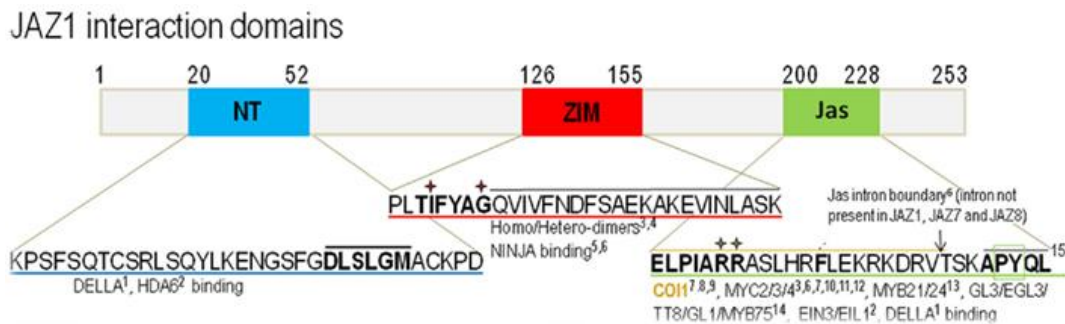 JAZ1 interaction domains
1 20 52 126 155 200 228 253
NT ZIM Jas
PLTIFYAGQVIVFNDFSAEKAKEVINLASK
Homo/Hetero-dimers3,4
NINJA binding5,6
Jas intron boundary6 (intron not
present in JAZ1, JAZ7 and JAZ8)
KPSFSQTCSRLSQYLKENGSFGDLSLGMACKPD
DELLA1, HDA62 binding
ELPIARRASLHRFLEKRKDRVTSKAPYQL15
COI17,8,9, MYC2/3/43,6,7,10,11,12, MYB21/2413, GL3/EGL3/
TT8/GL1/MYB7514, EIN3/EIL12, DELLA1 binding